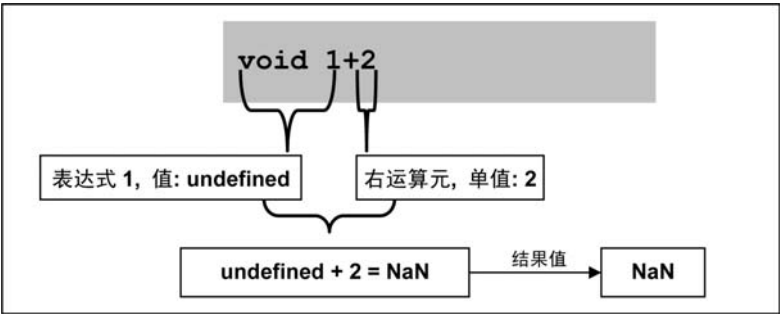 void 1+2
表达式 1, 值: undefined
右运算元, 单值: 2
undefined + 2 = NaN
结果值
NaN